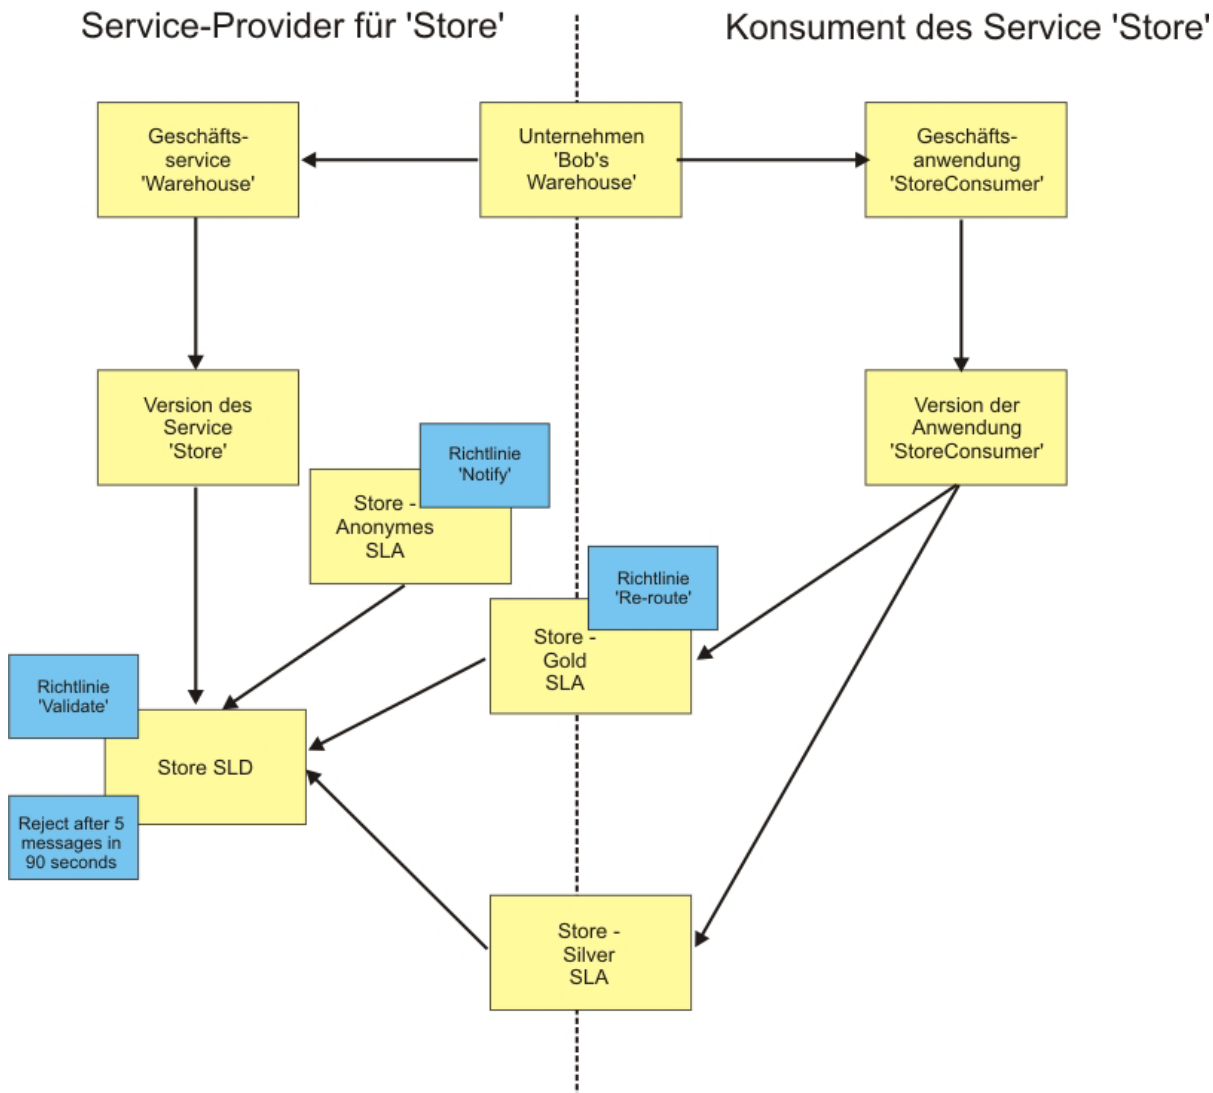 Service-Provider für 'Store'
Konsument des Service 'Store'
Geschäfts-
service
'Warehouse'
Unternehmen
'Bob's
Warehouse'
Geschäfts-
anwendung
'StoreConsumer'
Version des
Service
'Store'
Version der
Anwendung
'StoreConsumer'
Richtlinie
'Notify'
Store -
Anonymes
SLA
Richtlinie
'Re-route'
Store -
Gold
SLA
Richtlinie
'Validate'
Store SLD
Reject after 5
messages in
90 seconds
Store -
Silver
SLA